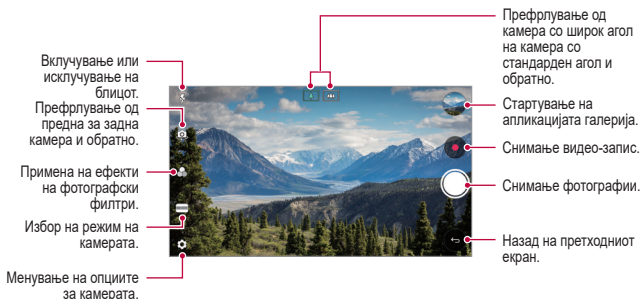 Вклучување или
исклучување на
блицот.
Префрлување од
предна за задна
камера и обратно.
Примена на ефекти
на фотографски
филтри.
Избор на режим на
камерата.
Менување на опциите
за камерата.
Префрлување од
камера со широк агол
на камера со
стандарден агол и
обратно.
Стартување на
апликацијата галерија.
Снимање видео-запис.
Снимање фотографии.
Назад на претходниот
екран.